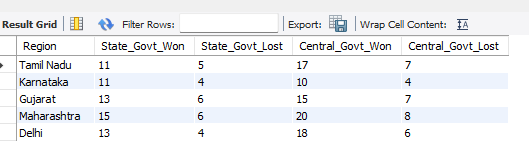 Result Grid Filter Rows: Export: Wrap Cell Content:
Region State_Govt_Won State_Govt_Lost Central_Govt_Won Central_Govt_Lost
Tamil Nadu 11 5 17 7
Karnataka 11 4 10 4
Gujarat 13 6 15 7
Maharashtra 15 6 20 8
Delhi 13 4 18 6